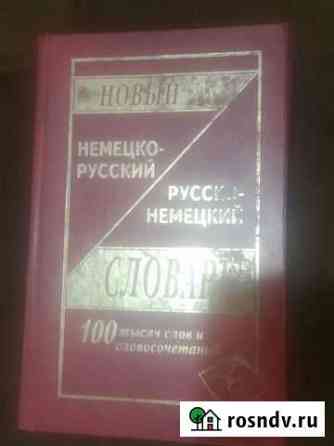 НОВЫЙ
НЕМЕЦКО-
РУССКИЙ
РУССКО-
НЕМЕЦКИЙ
СЛОВАРЬ
100 тысяч слов и
словосочетаний
rosndv.ru